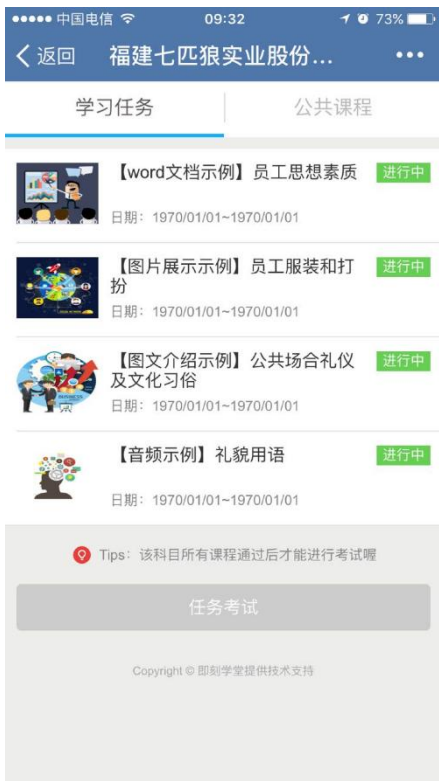 中国电信 09:32 73%
返回 福建七匹狼实业股份...
学习任务 公共课程
【word文档示例】员工思想素质 进行中
日期：1970/01/01~1970/01/01
【图片展示示例】员工服装和打 进行中
扮
日期：1970/01/01~1970/01/01
【图文介绍示例】公共场合礼仪 进行中
及文化习俗
日期：1970/01/01~1970/01/01
【音频示例】礼貌用语 进行中
日期：1970/01/01~1970/01/01
Tips：该科目所有课程通过后才能进行考试喔
任务考试
Copyright © 即刻学堂提供技术支持